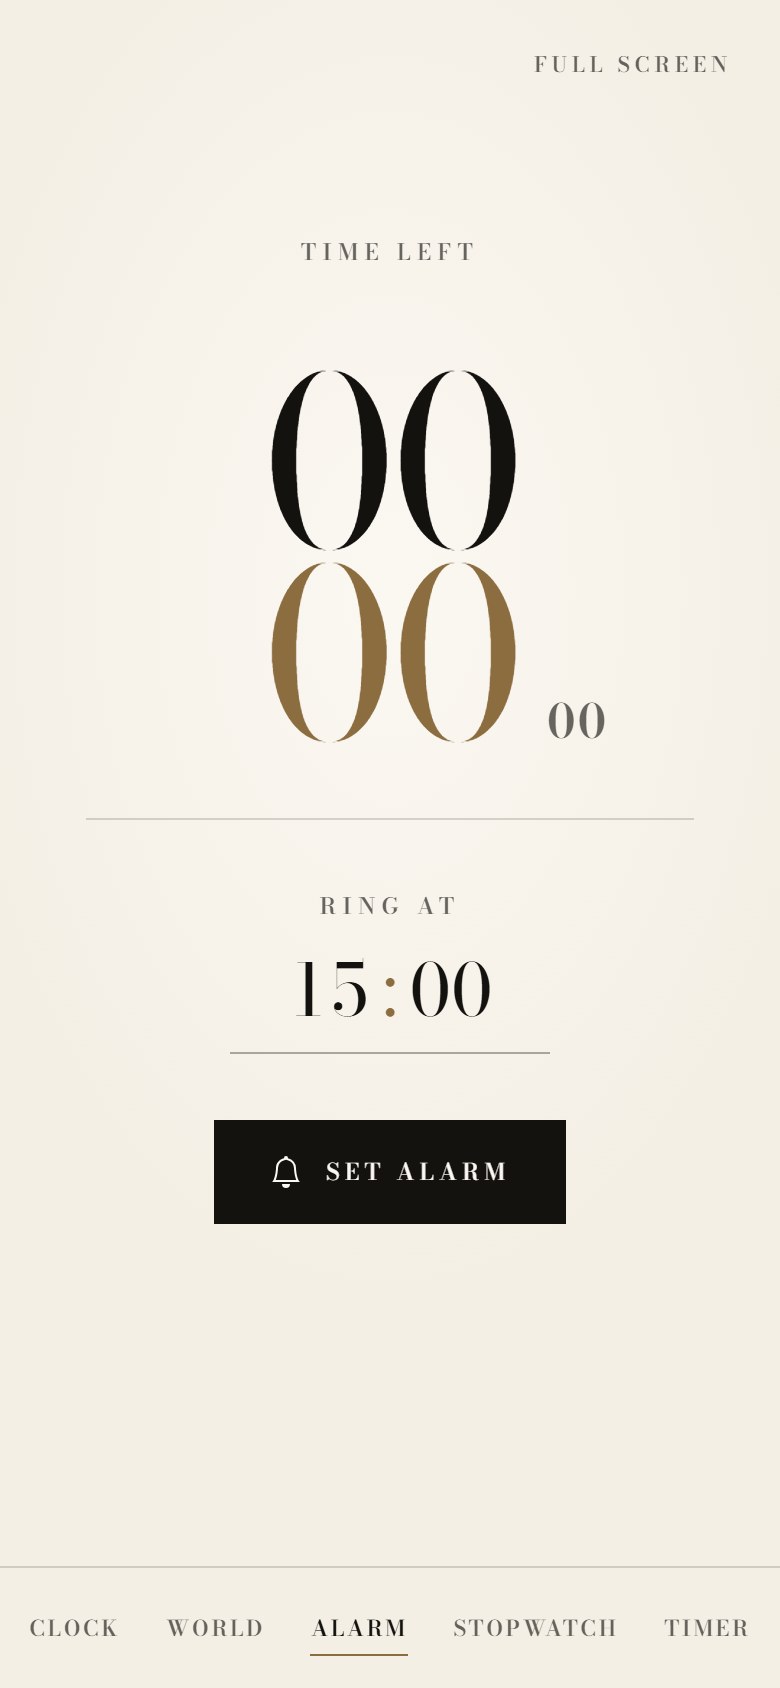 FULL SCREEN
TIME LEFT
00
00 00
RING AT
15:00
SET ALARM
CLOCK WORLD ALARM STOPWATCH TIMER